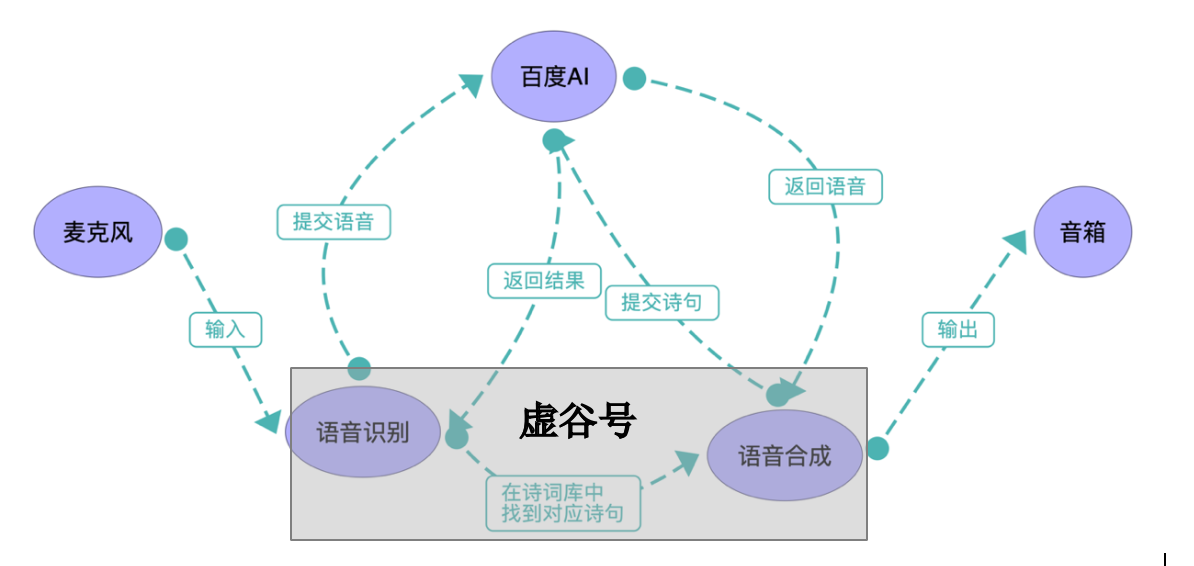 百度AI
返回语音
提交语音
麦克风
音箱
返回结果
提交诗句
输入
输出
虚谷号
语音识别
语音合成
在诗词库中
找到对应诗句